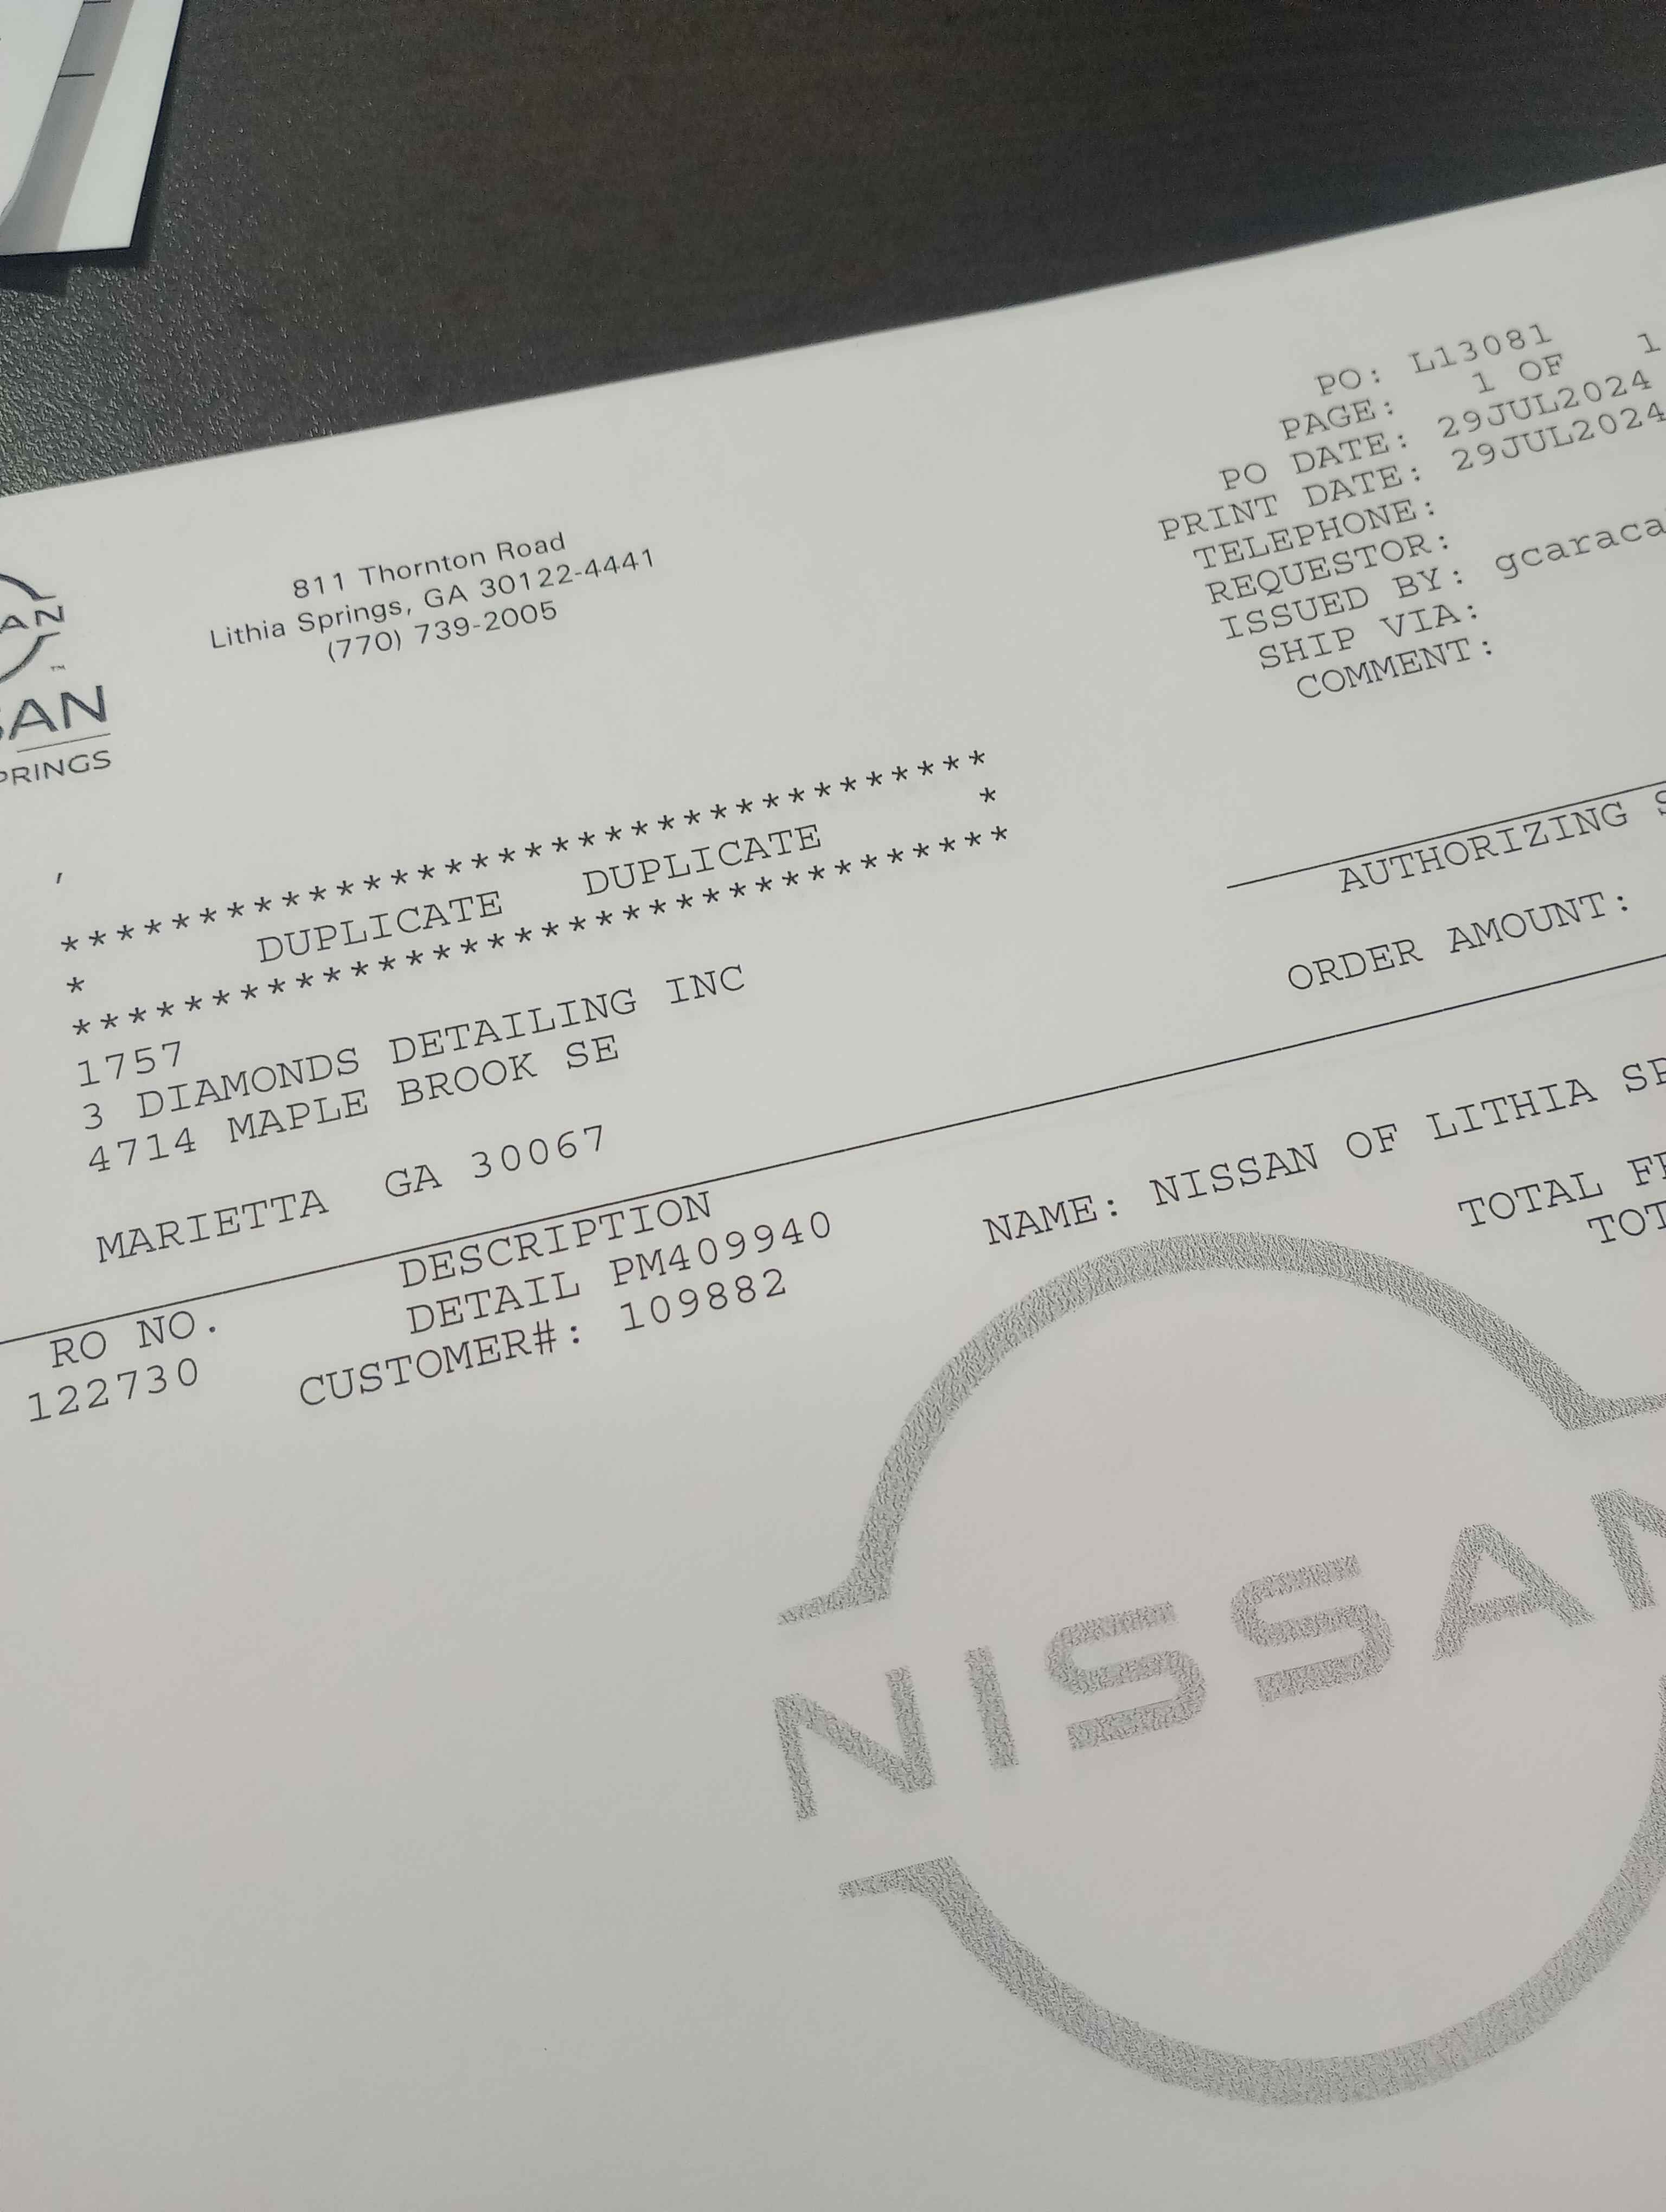 PO: L13081
PAGE: 1 OF 1
PO DATE: 29JUL2024
PRINT DATE: 29JUL2024
TELEPHONE:
REQUESTOR:
ISSUED BY:
SHIP VIA:
COMMENT:
811 Thornton Road
Lithia Springs, GA 30122-4441
(770) 739-2005
,
***********************************
* DUPLICATE DUPLICATE *
***********************************
AUTHORIZING
ORDER AMOUNT:
1757
3 DIAMONDS DETAILING INC
4714 MAPLE BROOK SE
MARIETTA GA 30067
NAME: NISSAN OF LITHIA
TOTAL
RO NO. DESCRIPTION
122730 DETAIL PM409940
CUSTOMER#: 109882
NISSAN